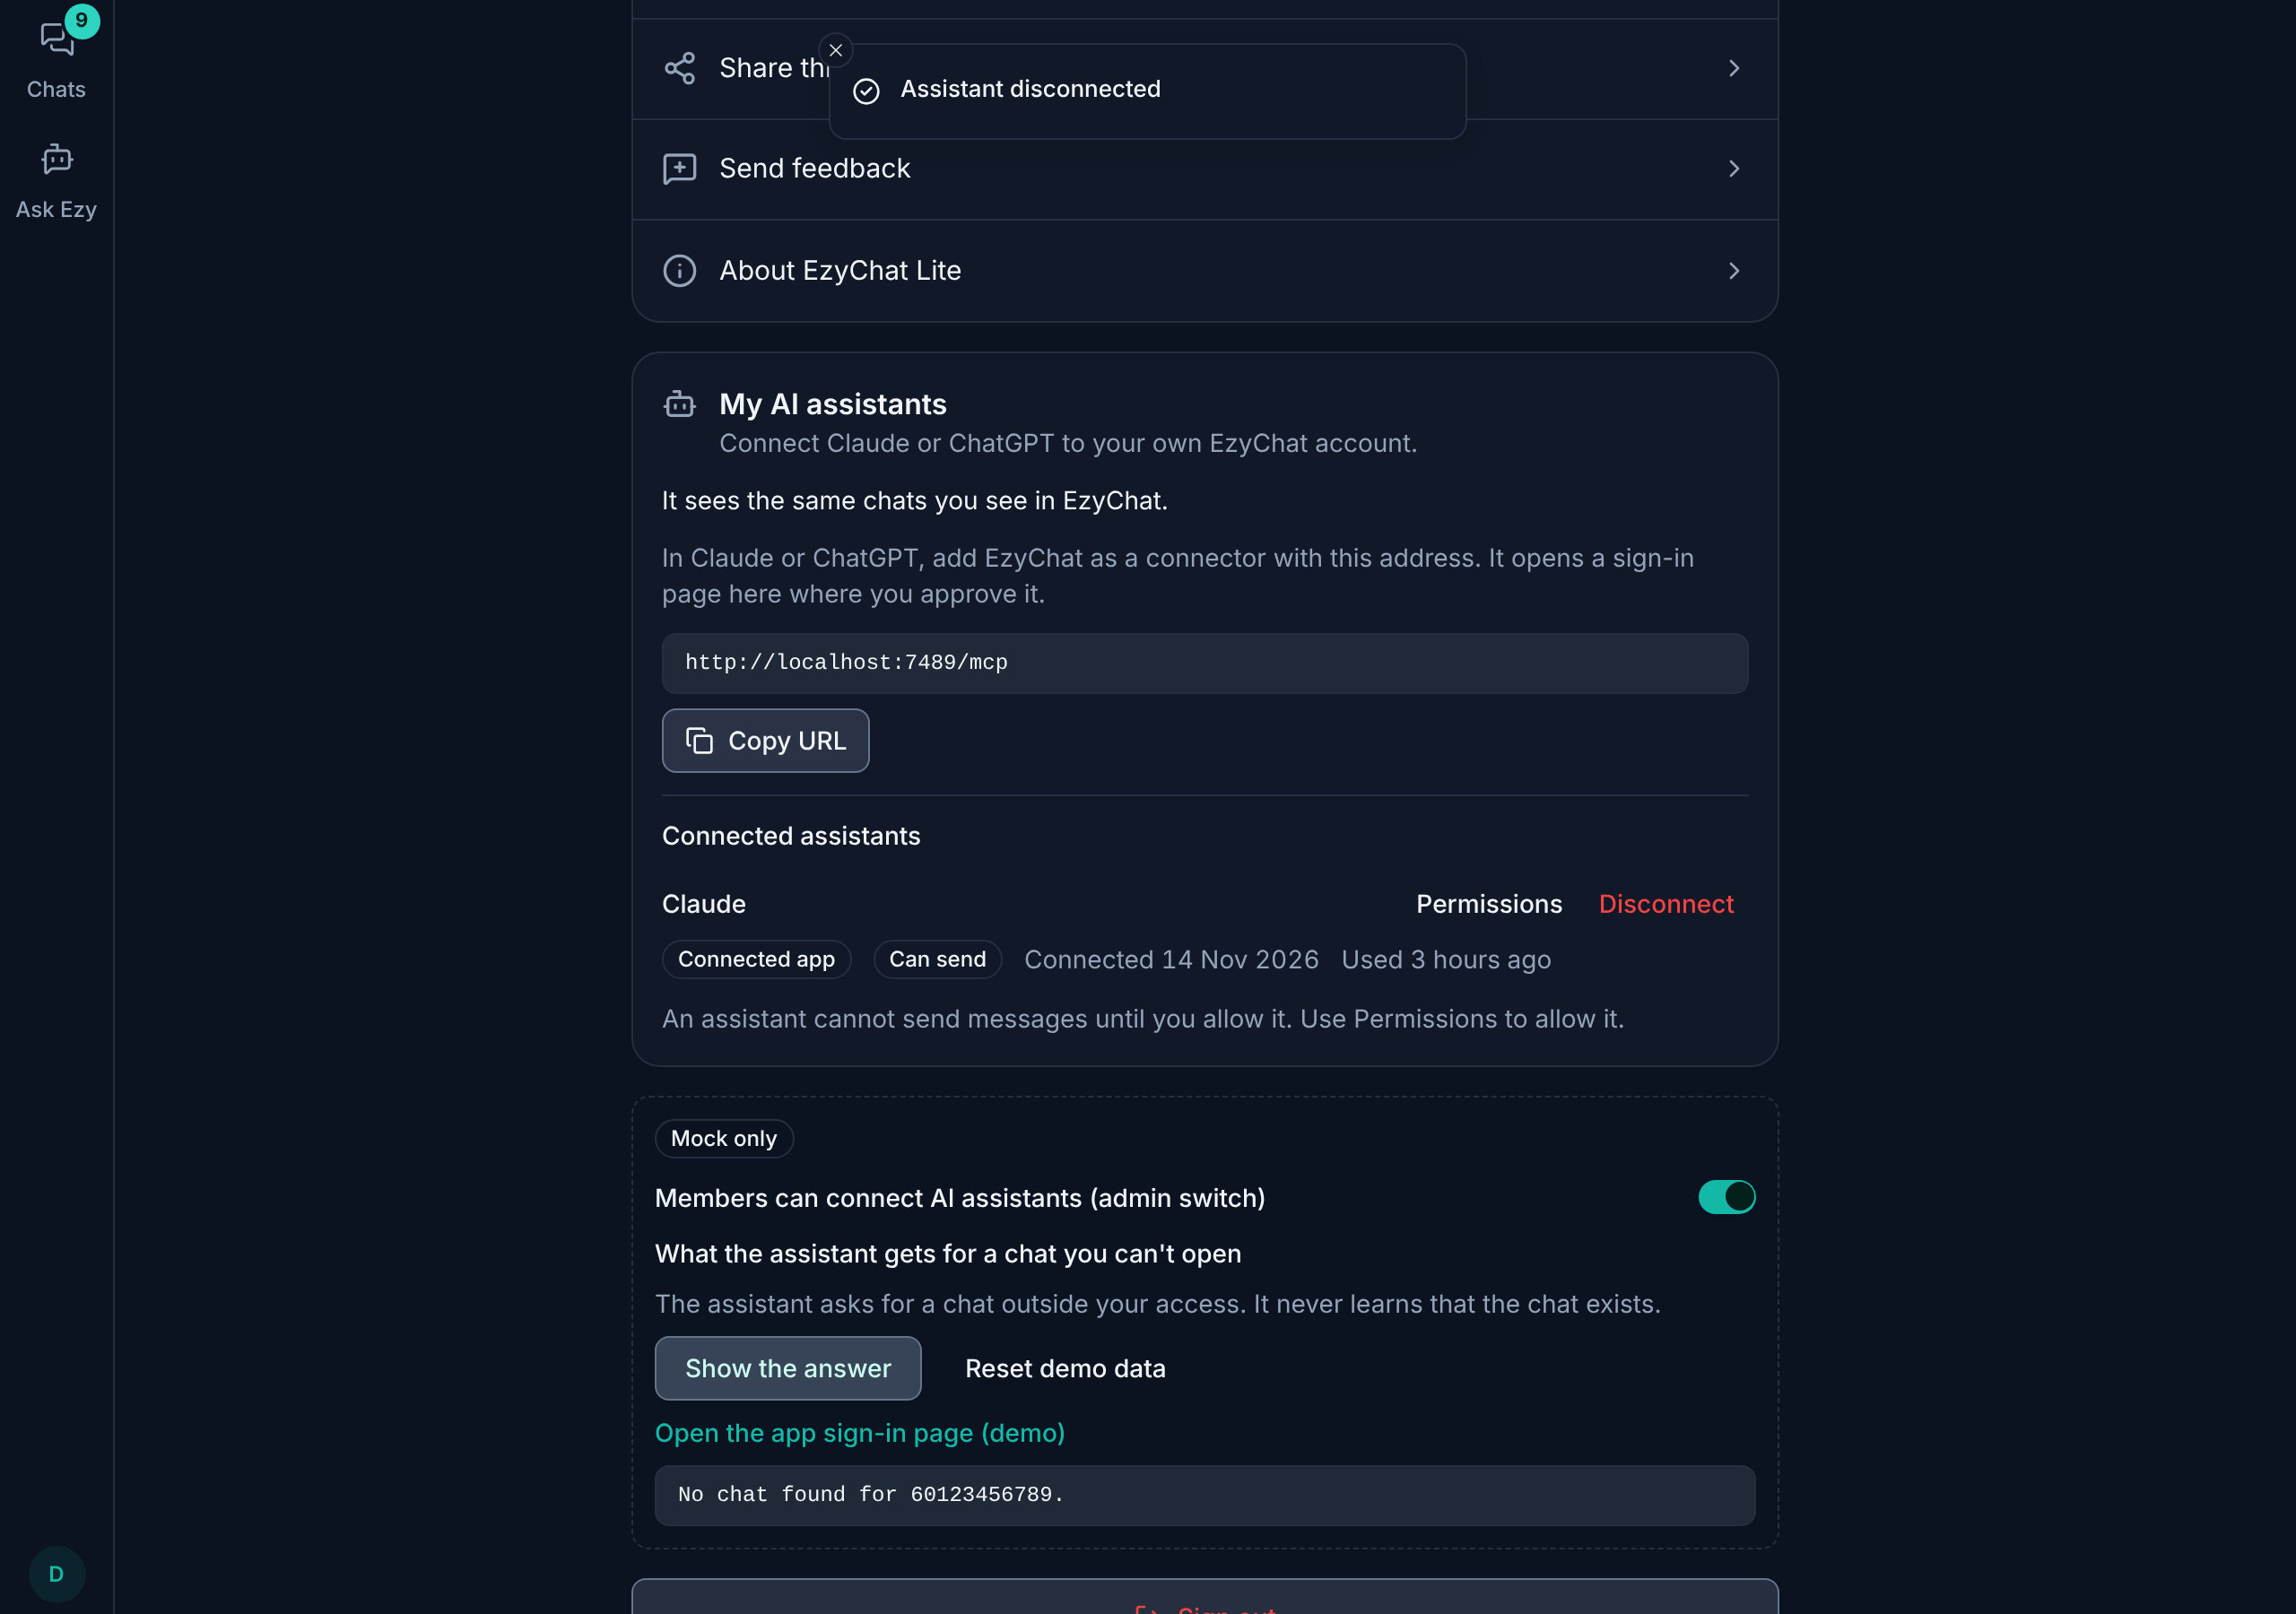 9
Chats
Ask Ezy
Share
Assistant disconnected
Send feedback
About EzyChat Lite
My AI assistants
Connect Claude or ChatGPT to your own EzyChat account.
It sees the same chats you see in EzyChat.
In Claude or ChatGPT, add EzyChat as a connector with this address. It opens a sign-in
page here where you approve it.
http://localhost:7489/mcp
Copy URL
Connected assistants
Claude
Permissions
Disconnect
Connected app
Can send
Connected 14 Nov 2026
Used 3 hours ago
An assistant cannot send messages until you allow it. Use Permissions to allow it.
Mock only
Members can connect AI assistants (admin switch)
What the assistant gets for a chat you can't open
The assistant asks for a chat outside your access. It never learns that the chat exists.
Show the answer
Reset demo data
Open the app sign-in page (demo)
No chat found for 60123456789.
D
Sign out